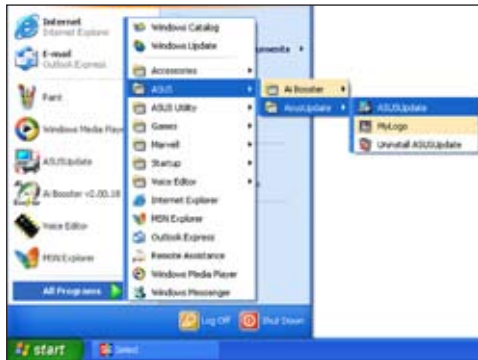 Internet
Internet Explorer
E-mail
Outlook Express
Paint
Windows Media Play
ASUSUpdate
Ai Booster v2.00.18
Voice Editor
MSN Explorer
All Programs
Windows Catalog
Windows Update
Accessories
ASUS
ASUS Utility
Games
Marvell
Startup
Voice Editor
Internet Explorer
MSN Explorer
Outlook Express
Remote Assistance
Windows Media Player
Windows Messenger
cuments
Ai Booster
AsusUpdate
ASUSUpdate
MyLogo
Uninstall ASUSUpdate
Log Off
Shut Down
start